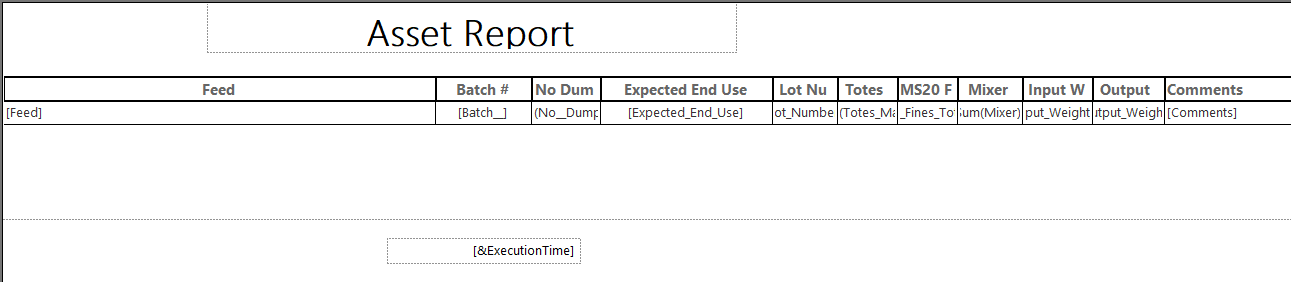 Asset Report
Feed Batch # No Dum Expected End Use Lot Nu Totes MS20 F Mixer Input W Output Comments
[Feed] [Batch__] (No__Dump [Expected_End_Use] ot_Numbe (Totes_Ma _Fines_To um(Mixer) put_Weight tput_Weigh [Comments]
[&ExecutionTime]